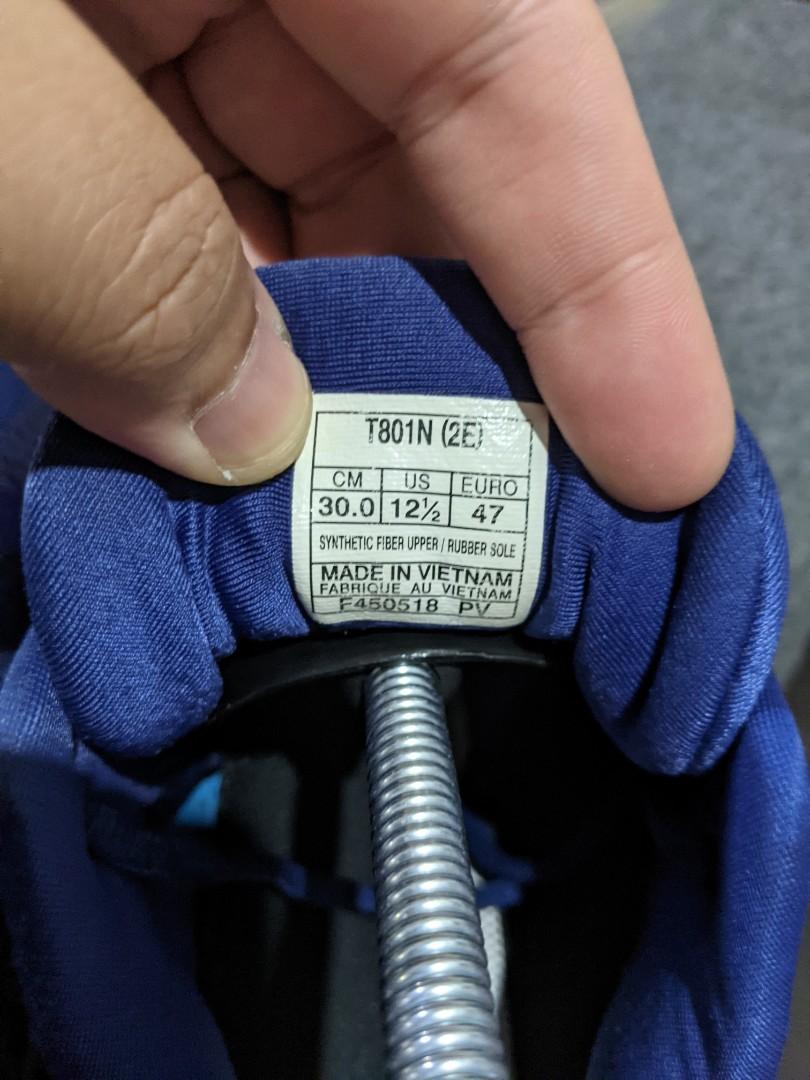 T801N (2E)
CM US EURO
30.0 12½ 47
SYNTHETIC FIBER UPPER / RUBBER SOLE
MADE IN VIETNAM
FABRIQUE AU VIETNAM
F450518 PV